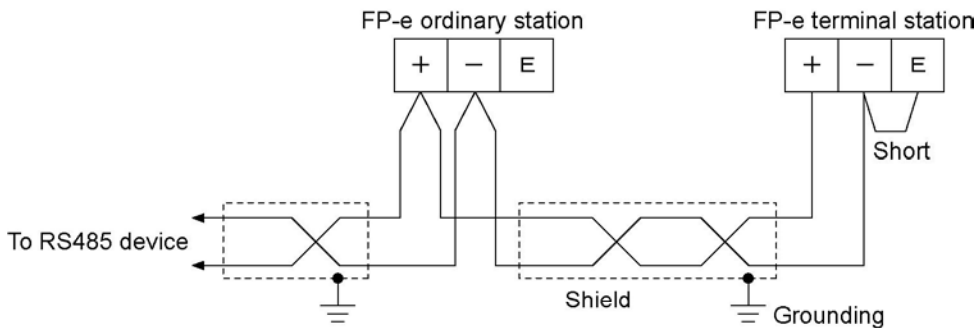 FP-e ordinary station
FP-e terminal station
+ − E
+ − E
Short
To RS485 device
Shield
Grounding